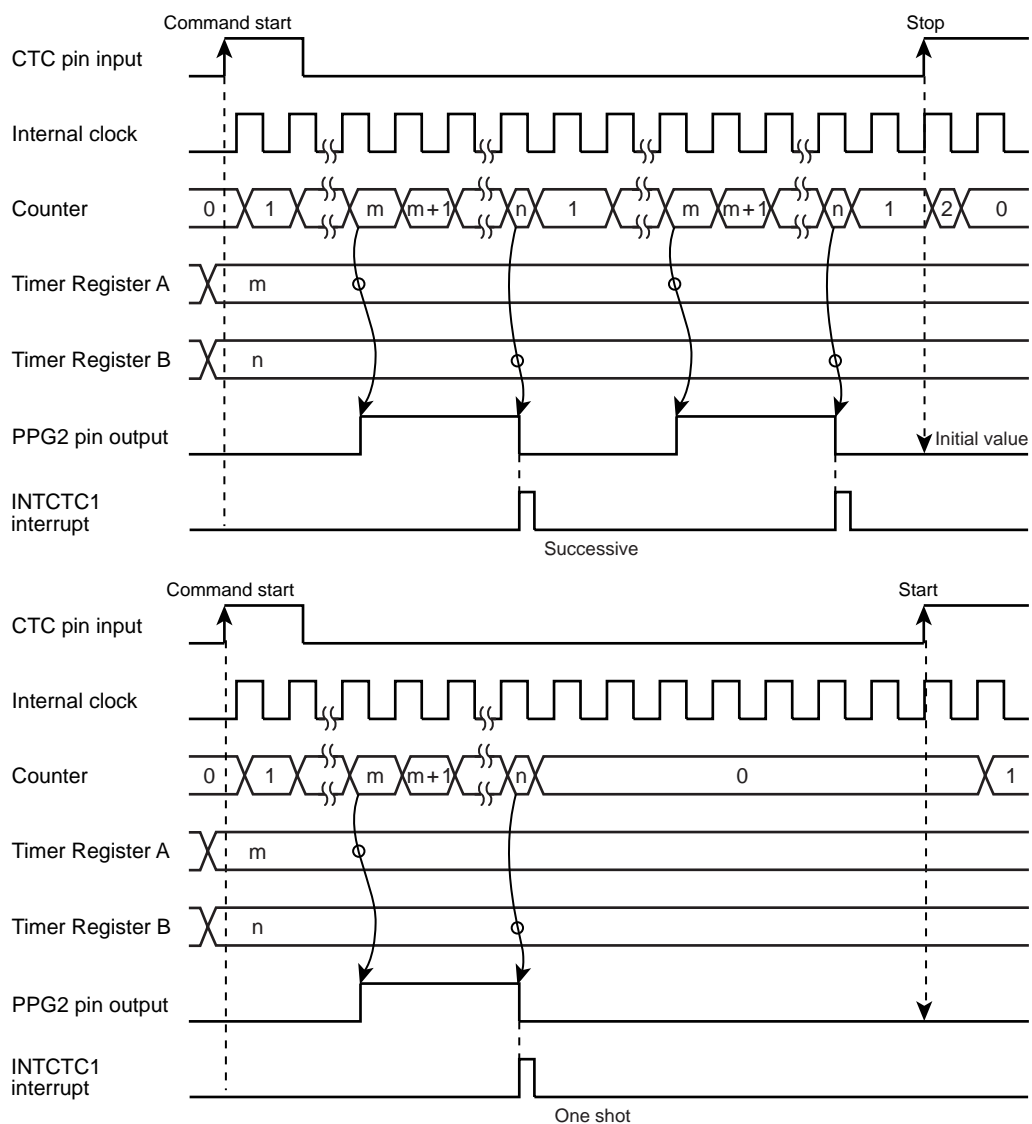 Command start Stop
CTC pin input
Internal clock
Counter 0 1 m m+1 n 1 m m+1 n 1 2 0
Timer Register A m
Timer Register B n
PPG2 pin output Initial value
INTCTC1
interrupt
Successive
Command start Start
CTC pin input
Internal clock
Counter 0 1 m m+1 n 0 1
Timer Register A m
Timer Register B n
PPG2 pin output
INTCTC1
interrupt
One shot